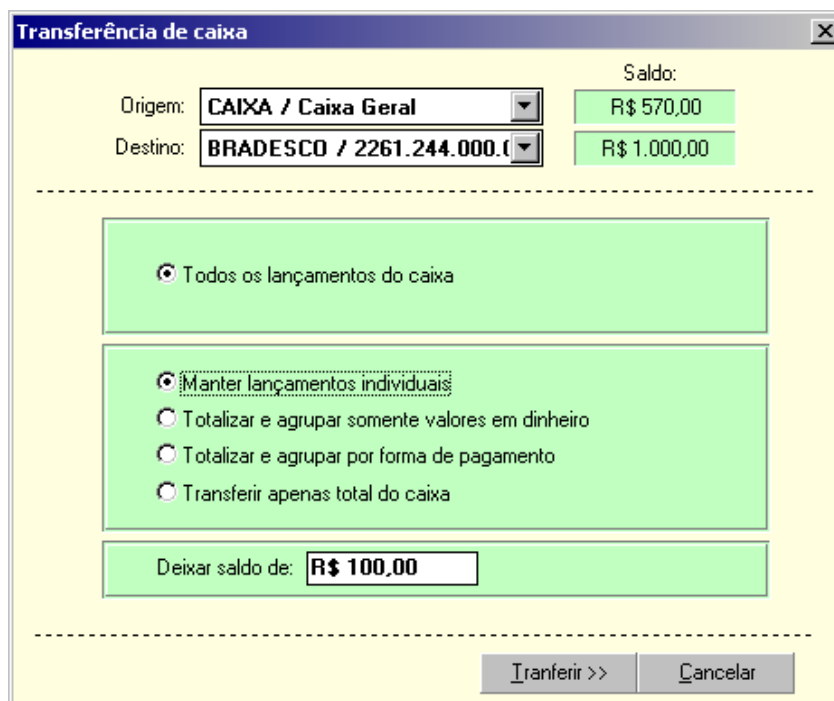 Transferência de caixa
Saldo:
Origem: CAIXA / Caixa Geral R$ 570,00
Destino: BRADESCO / 2261.244.000.( R$ 1.000,00
Todos os lançamentos do caixa
Manter lançamentos individuais
Totalizar e agrupar somente valores em dinheiro
Totalizar e agrupar por forma de pagamento
Transferir apenas total do caixa
Deixar saldo de: R$ 100,00
Tranferir >> Cancelar